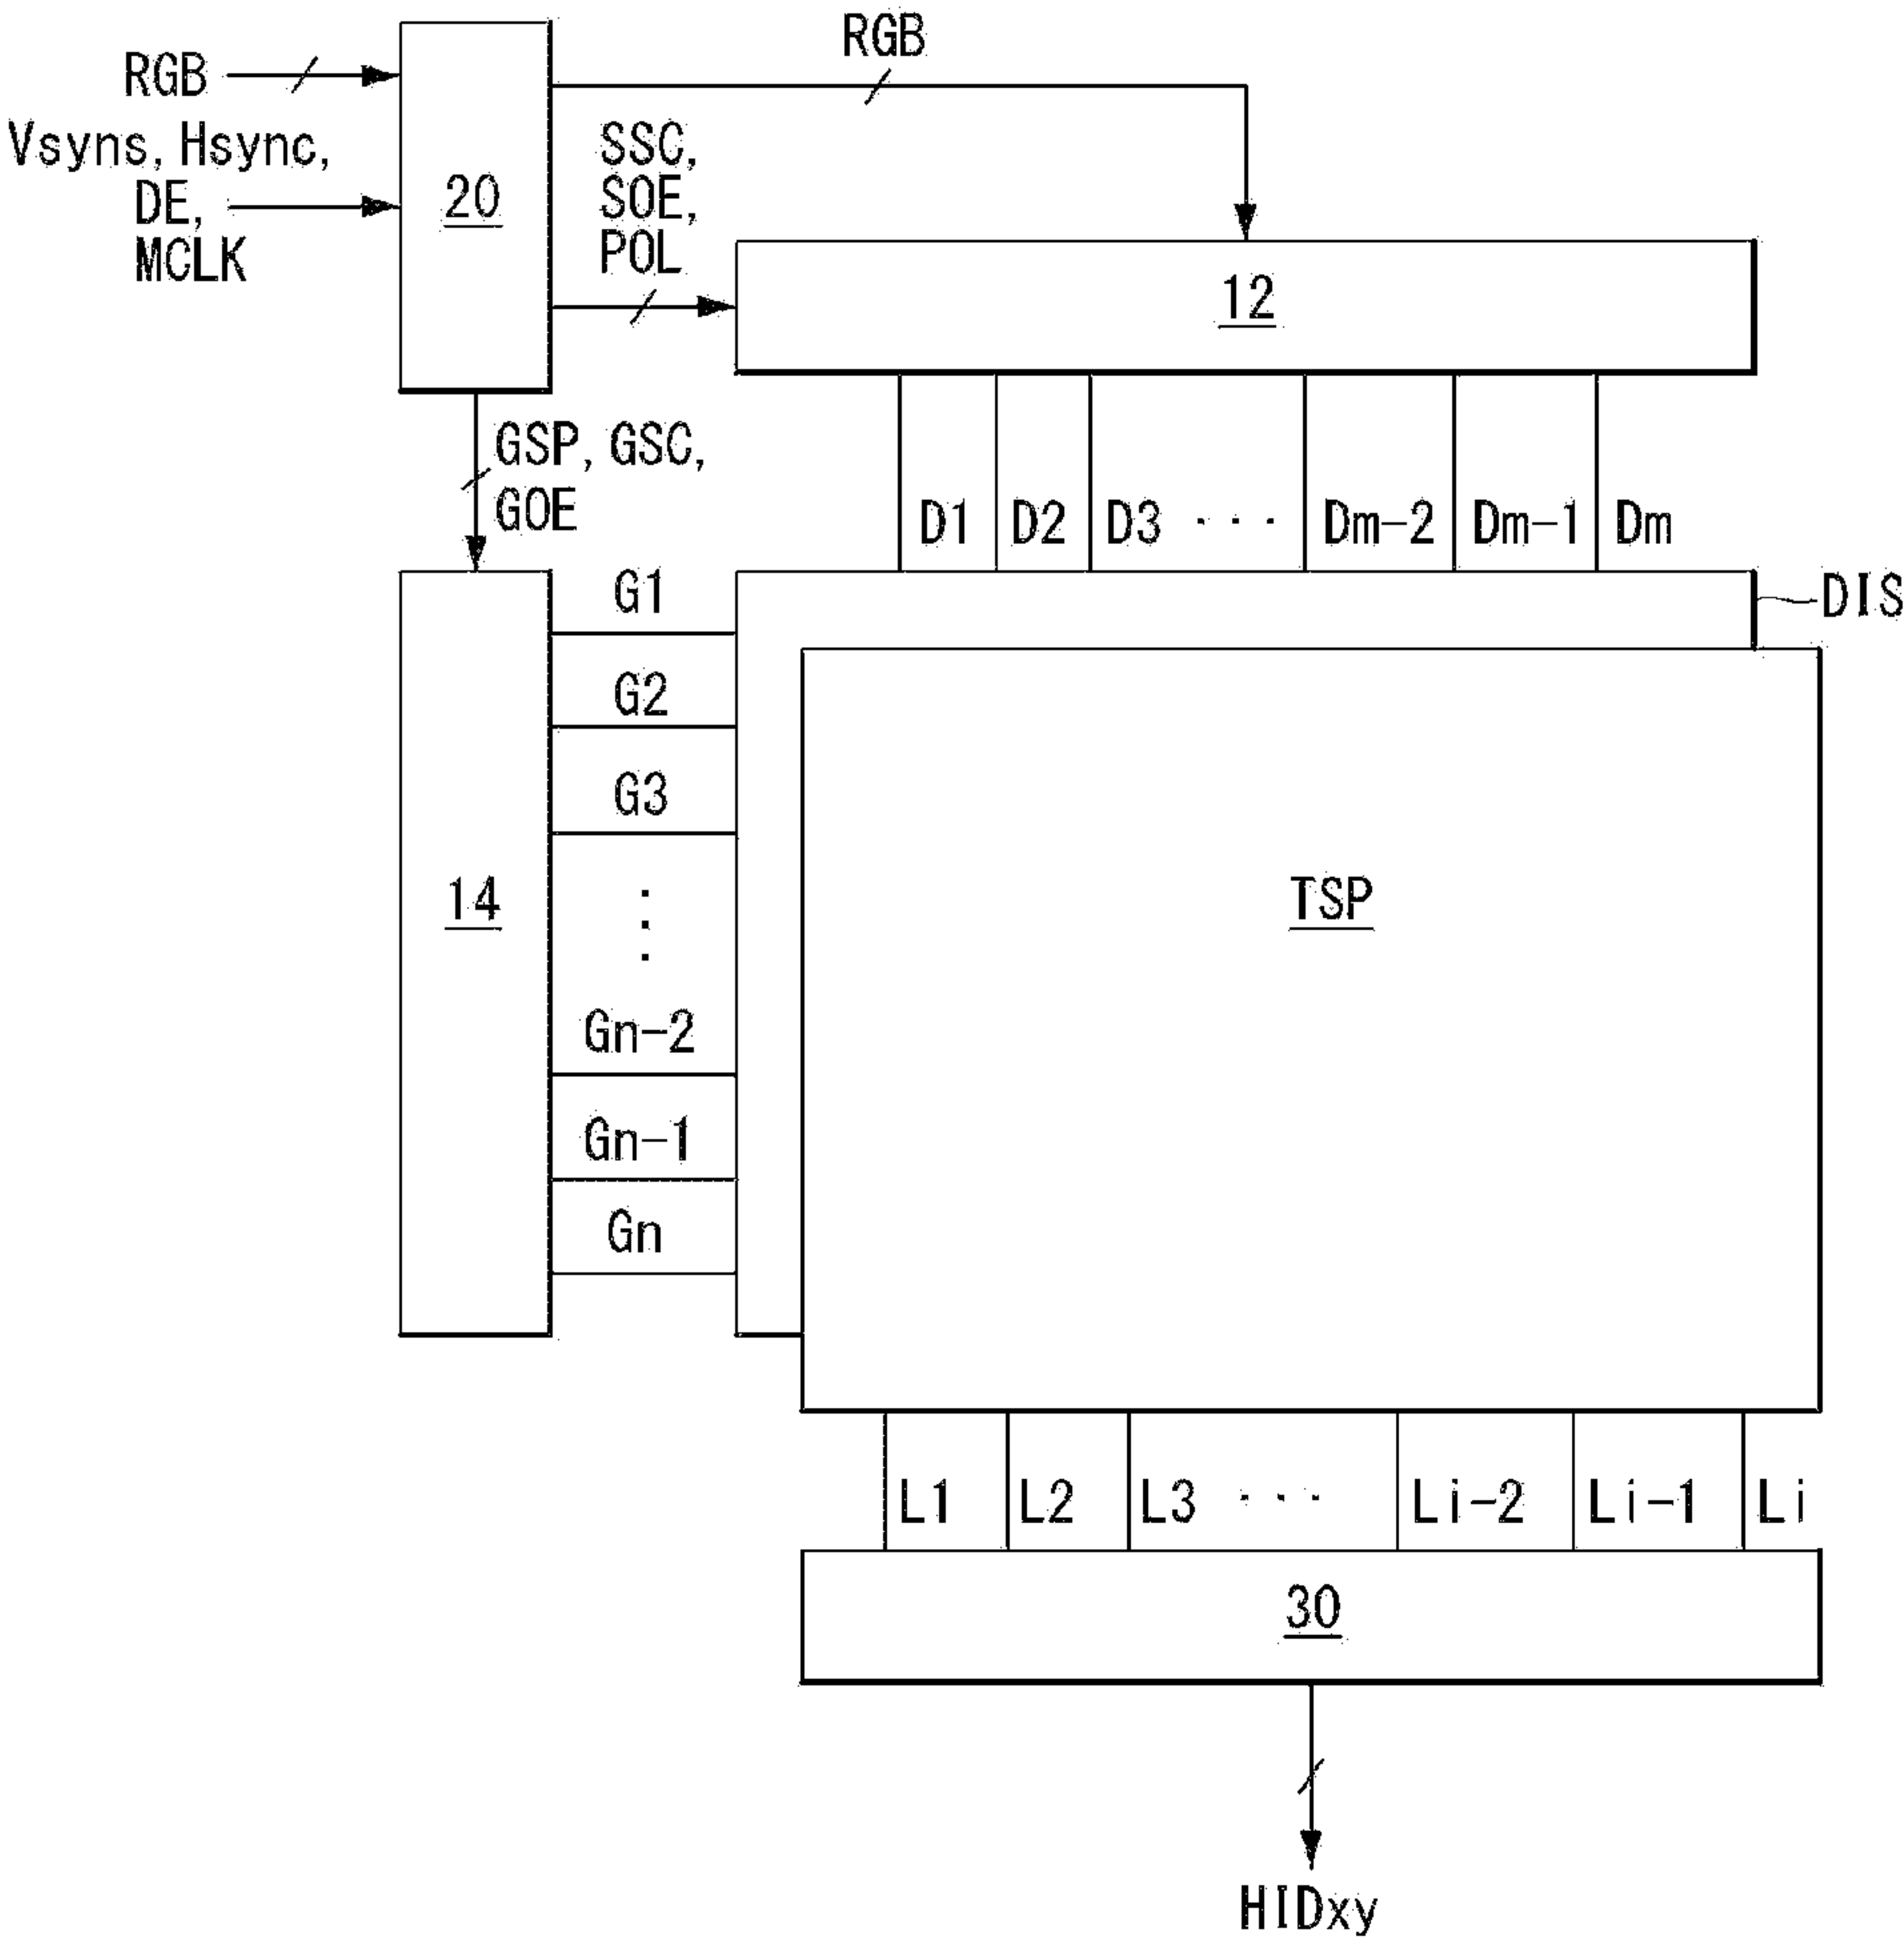 RGB
RGB
Vsyns, Hsync,
DE,
MCLK
20
SSC,
SOE,
POL
12
GSP, GSC,
GOE
D1 D2 D3 ··· Dm-2 Dm-1 Dm
DIS
G1
G2
G3
14
⋮
TSP
Gn-2
Gn-1
Gn
L1 L2 L3 ··· Li-2 Li-1 Li
30
HIDxy